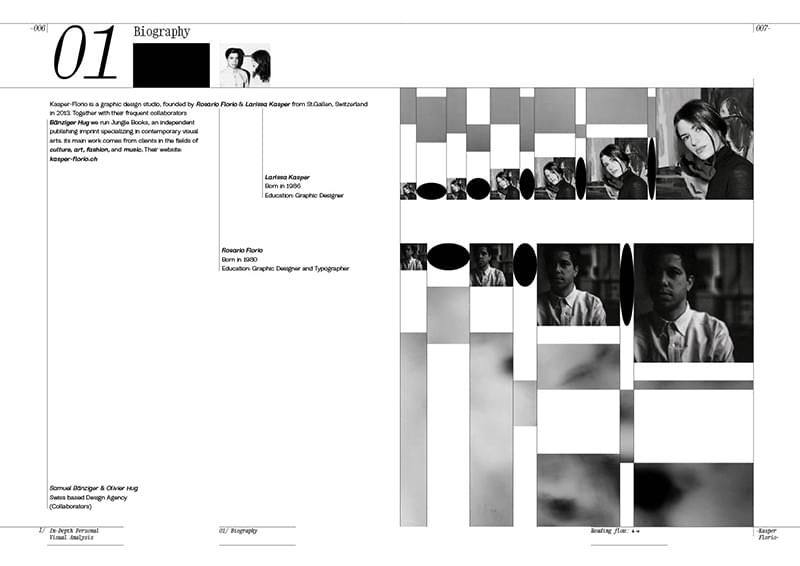 -006
01
Biography
007-
Kasper-Florio is a graphic design studio, founded by Rosario Florio & Larissa Kasper from St.Gallen, Switzerland
in 2013. Together with their frequent collaborators
Bänziger Hug we run Jungle Books, an independent
publishing imprint specializing in contemporary visual
arts. Its main work comes from clients in the fields of
culture, art, fashion, and music. Their website:
kasper-florio.ch
Larissa Kasper
Born in 1986
Education: Graphic Designer
Rosario Florio
Born in 1980
Education: Graphic Designer and Typographer
Samuel Bänziger & Olivier Hug
Swiss based Design Agency
(Collaborators)
I/ In-Depth Personal
Visual Analysis
01/ Biography
Reading flow: ↓→
-Kasper
Florio-